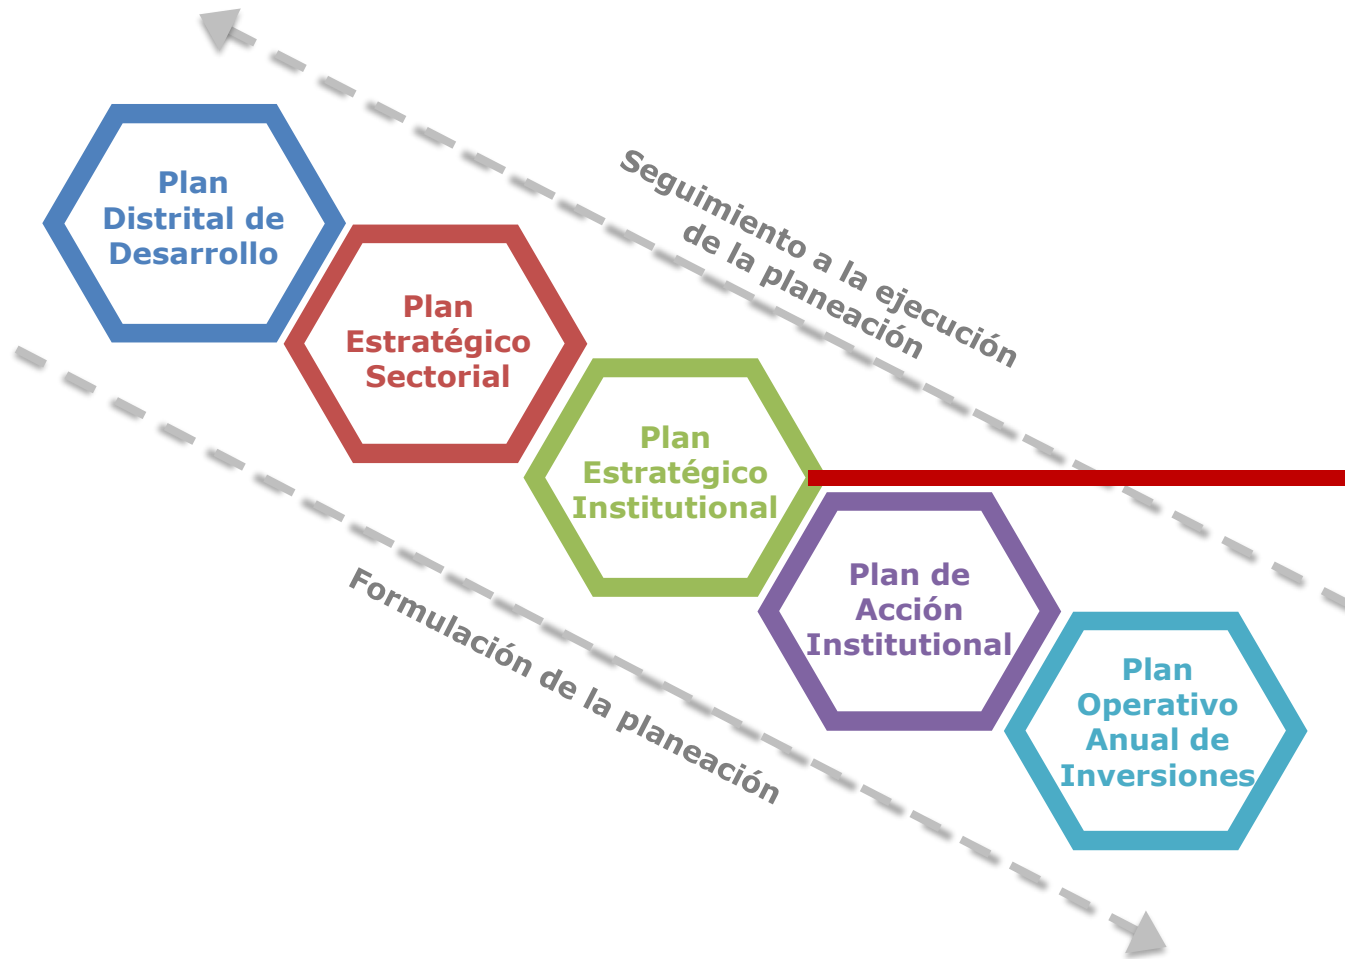 Plan
Distrital de
Desarrollo
Seguimiento a la ejecución
de la planeación
Plan
Estratégico
Sectorial
Plan
Estratégico
Institutional
Formulación de la planeación
Plan de
Acción
Institutional
Plan
Operativo
Anual de
Inversiones